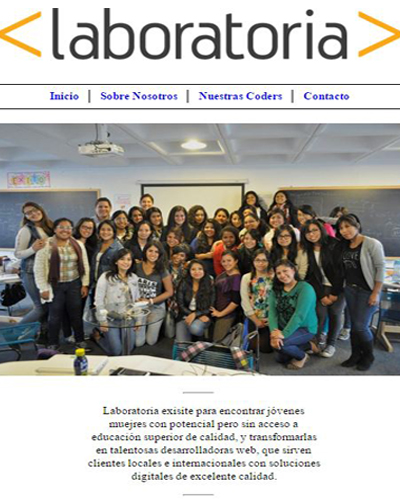 <laboratoria>
Inicio | Sobre Nosotros | Nuestras Coders | Contacto
Laboratoria exisite para encontrar jóvenes
muejres con potencial pero sin acceso a
educación superior de calidad, y transformarlas
en talentosas desarrolladoras web, que sirven
clientes locales e internacionales con soluciones
digitales de excelente calidad.